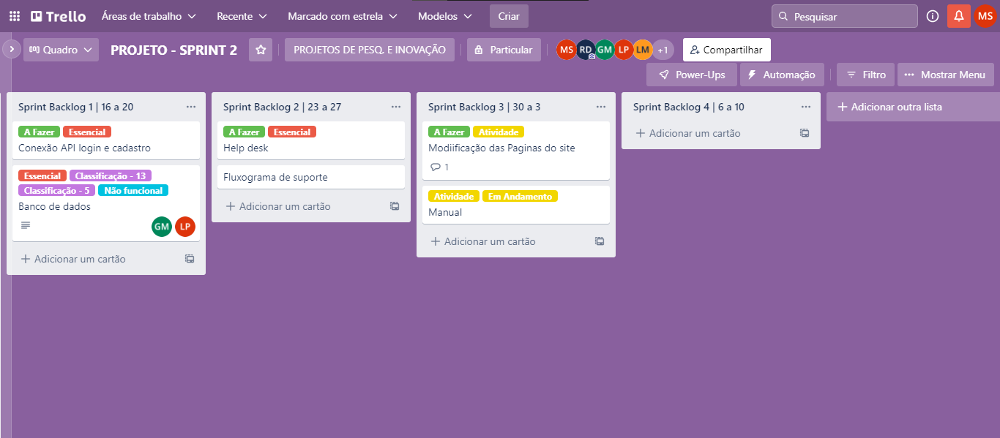 Trello Áreas de trabalho Recente Marcado com estrela Modelos Criar Pesquisar MS
Quadro PROJETO - SPRINT 2 PROJETOS DE PESQ. E INOVAÇÃO Particular MS RD GM LP LM +1 Compartilhar
Power-Ups Automação Filtro Mostrar Menu
Sprint Backlog 1 | 16 a 20
A Fazer Essencial
Conexão API login e cadastro
Essencial Classificação - 13
Classificação - 5 Não funcional
Banco de dados
GM LP
Adicionar um cartão
Sprint Backlog 2 | 23 a 27
A Fazer Essencial
Help desk
Fluxograma de suporte
Adicionar um cartão
Sprint Backlog 3 | 30 a 3
A Fazer Atividade
Modiificação das Paginas do site
1
Atividade Em Andamento
Manual
Adicionar um cartão
Sprint Backlog 4 | 6 a 10
Adicionar um cartão
Adicionar outra lista